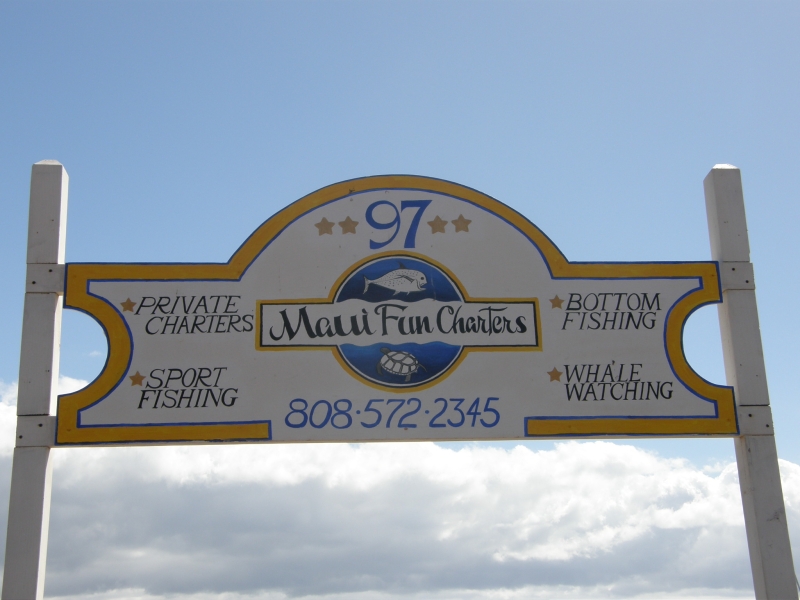 97
PRIVATE
CHARTERS
BOTTOM
FISHING
Maui Fun Charters
SPORT
FISHING
WHALE
WATCHING
808·572·2345